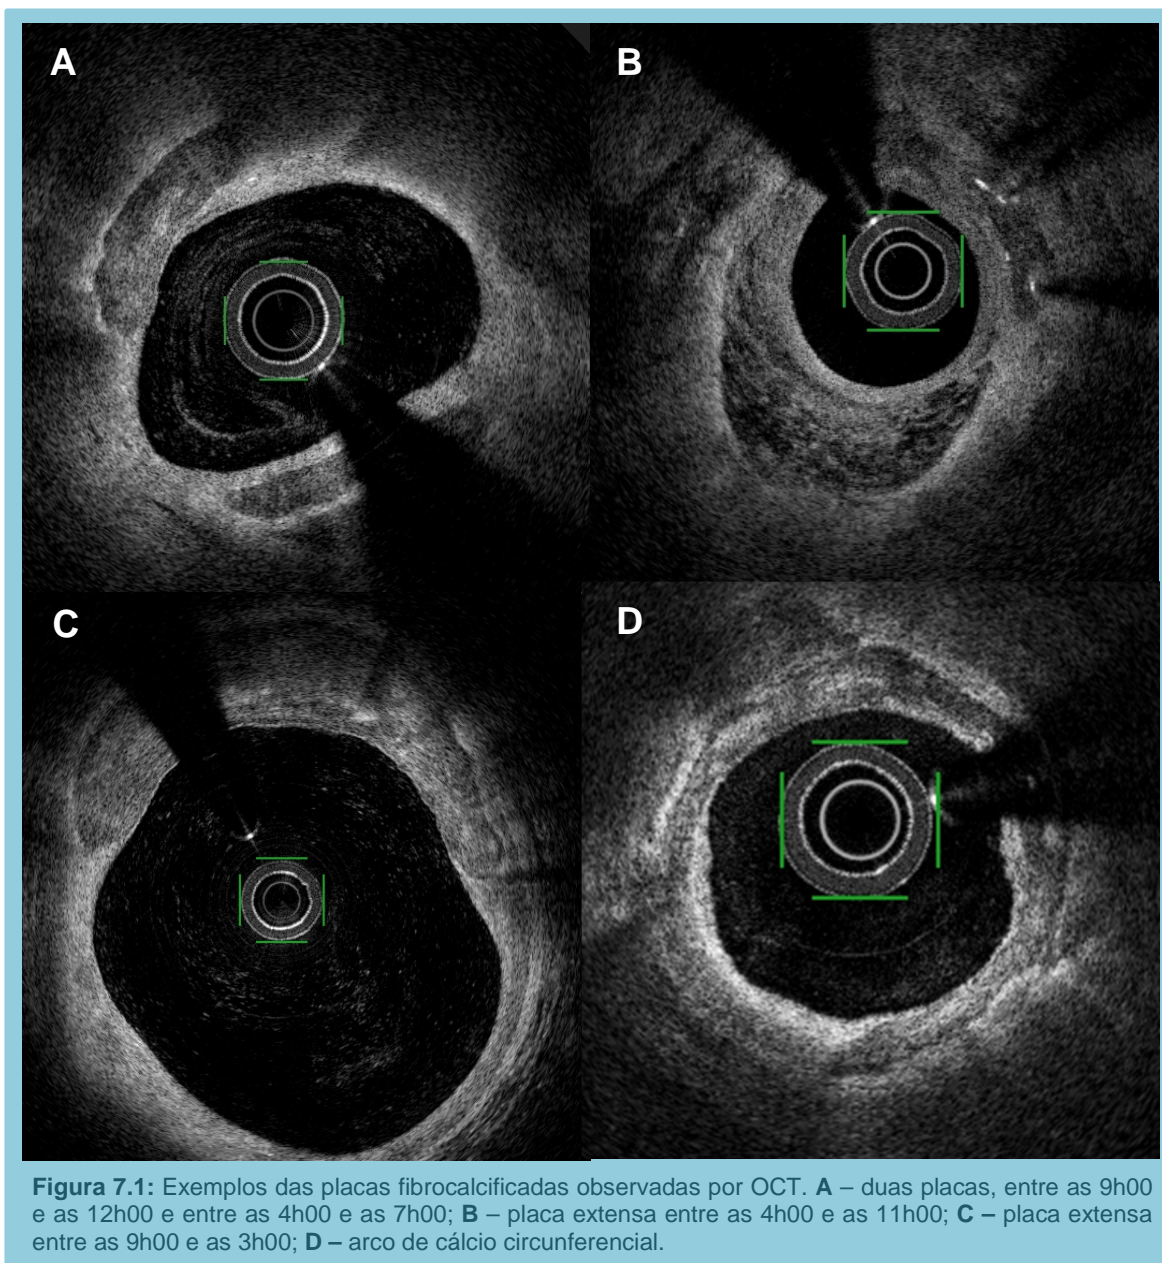 A
B
C
D
Figura 7.1: Exemplos das placas fibrocalcificadas observadas por OCT. A – duas placas, entre as 9h00
e as 12h00 e entre as 4h00 e as 7h00; B – placa extensa entre as 4h00 e as 11h00; C – placa extensa
entre as 9h00 e as 3h00; D – arco de cálcio circunferencial.